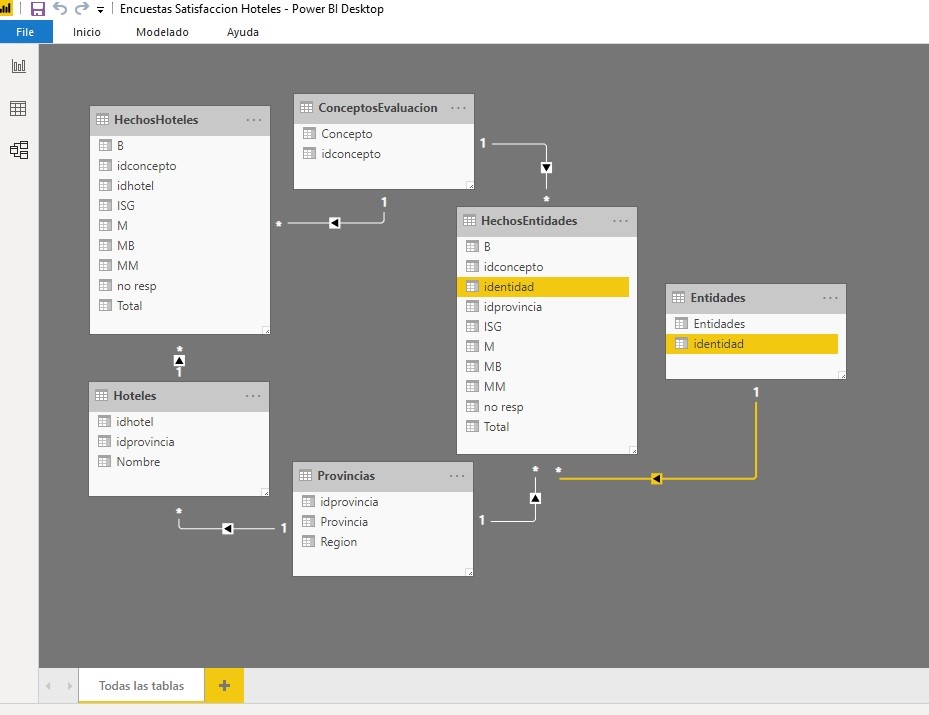 Encuestas Satisfaccion Hoteles - Power BI Desktop
File Inicio Modelado Ayuda
HechosHoteles
B
idconcepto
idhotel
ISG
M
MB
MM
no resp
Total
ConceptosEvaluacion
Concepto
idconcepto
1
*
1
*
HechosEntidades
B
idconcepto
identidad
idprovincia
ISG
M
MB
MM
no resp
Total
Entidades
Entidades
identidad
1
*
1
Hoteles
idhotel
idprovincia
Nombre
*
1
Provincias
idprovincia
Provincia
Region
1
*
*
Todas las tablas +